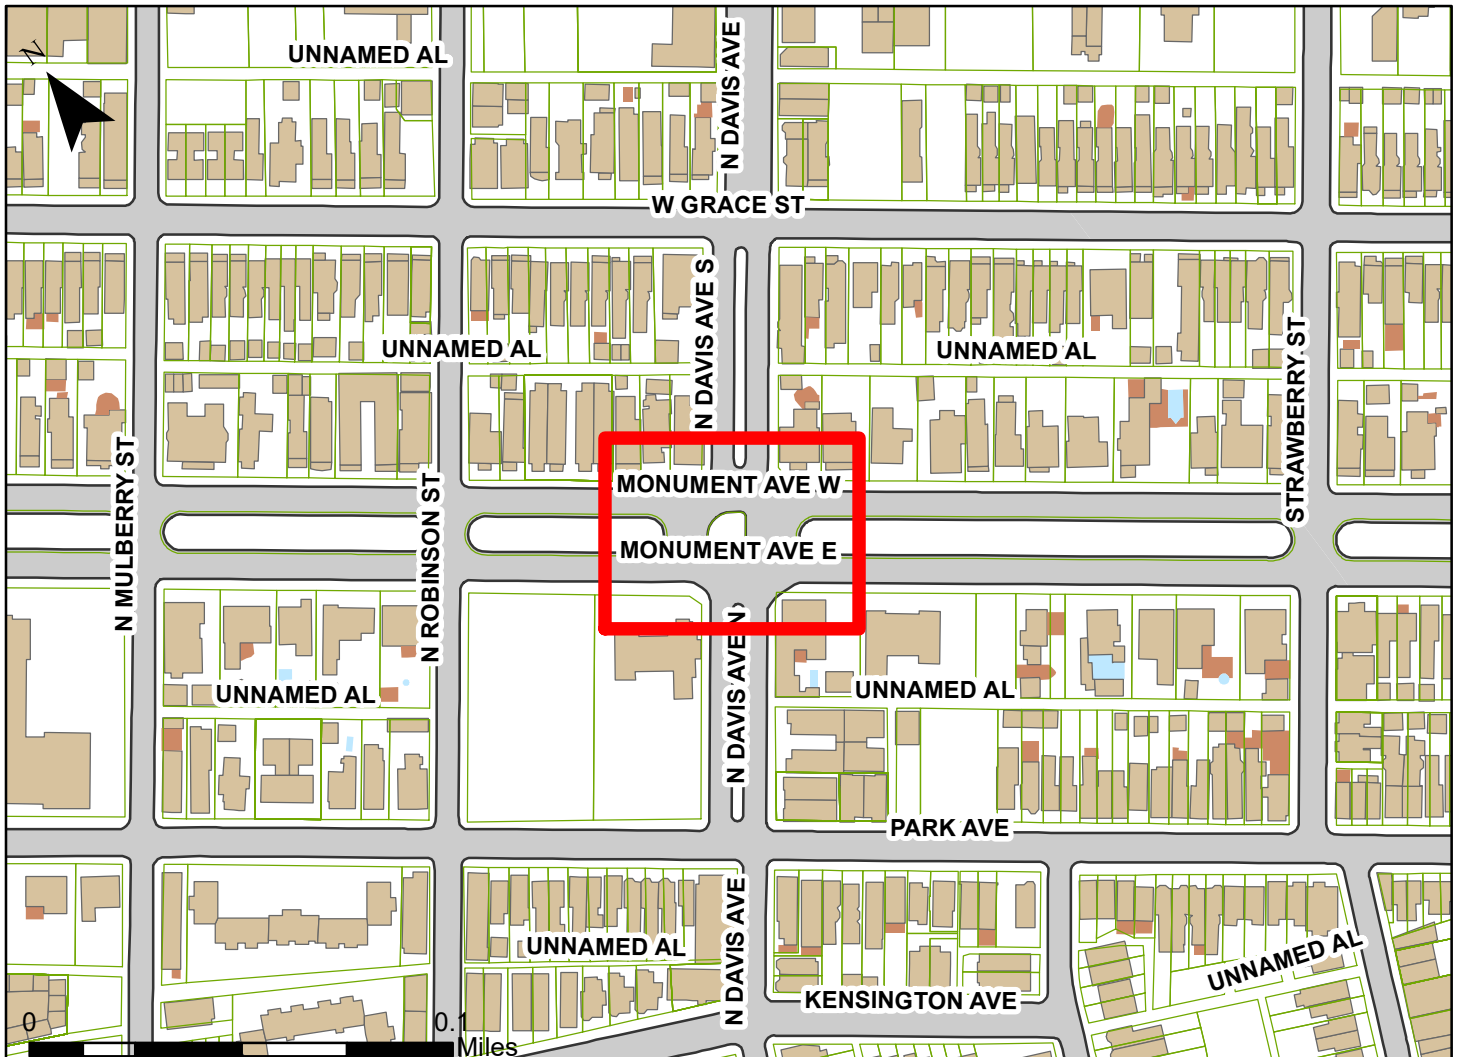 N
UNNAMED AL
N DAVIS AVE
W GRACE ST
N DAVIS AVE S
UNNAMED AL
UNNAMED AL
STRAWBERRY ST
N MULBERRY ST
N ROBINSON ST
MONUMENT AVE W
MONUMENT AVE E
N DAVIS AVE N
UNNAMED AL
UNNAMED AL
PARK AVE
N DAVIS AVE
UNNAMED AL
UNNAMED AL
KENSINGTON AVE
0 0.1
Miles